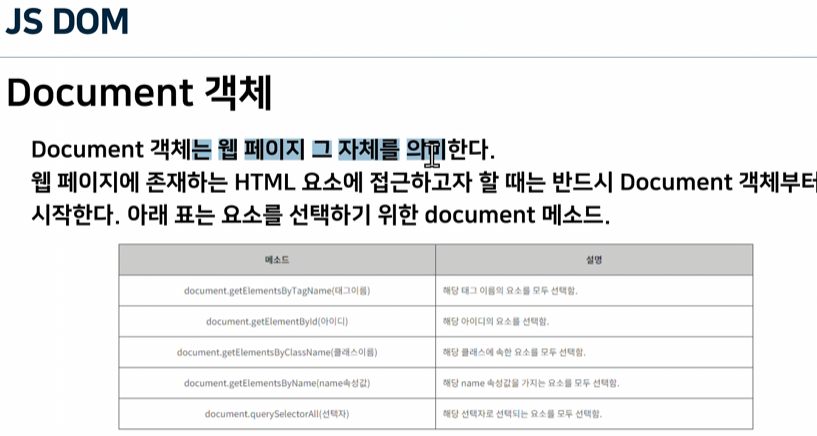 JS DOM
Document 객체
Document 객체는 웹 페이지 그 자체를 의미한다.
웹 페이지에 존재하는 HTML 요소에 접근하고자 할 때는 반드시 Document 객체부터
시작한다. 아래 표는 요소를 선택하기 위한 document 메소드.
메소드 설명
document.getElementsByTagName(태그이름) 해당 태그 이름의 요소를 모두 선택함.
document.getElementById(아이디) 해당 아이디의 요소를 선택함.
document.getElementsByClassName(클래스이름) 해당 클래스에 속한 요소를 모두 선택함.
document.getElementsByName(name속성값) 해당 name 속성값을 가지는 요소를 모두 선택함.
document.querySelectorAll(선택자) 해당 선택자로 선택되는 요소를 모두 선택함.